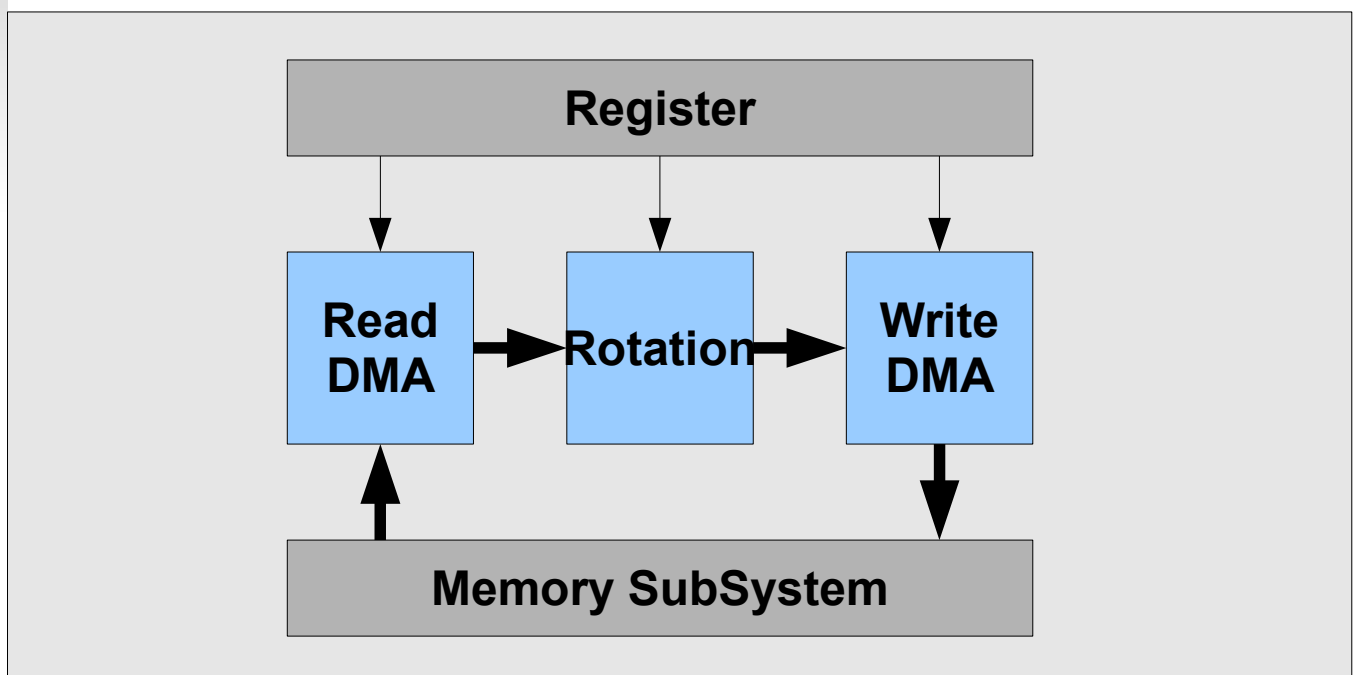 Register
Read
DMA
Rotation
Write
DMA
Memory SubSystem